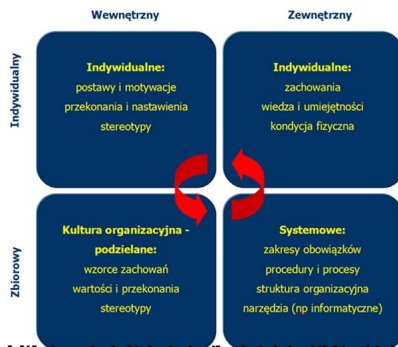 Wewnętrzny
Zewnętrzny
Indywidualny
Indywidualne:
postawy i motywacje
przekonania i nastawienia
stereotypy
Indywidualne:
zachowania
wiedza i umiejętności
kondycja fizyczna
Zbiorowy
Kultura organizacyjna -
podzielane:
wzorce zachowań
wartości i przekonania
stereotypy
Systemowe:
zakresy obowiązków
procedury i procesy
struktura organizacyjna
narzędzia (np informatyczne)